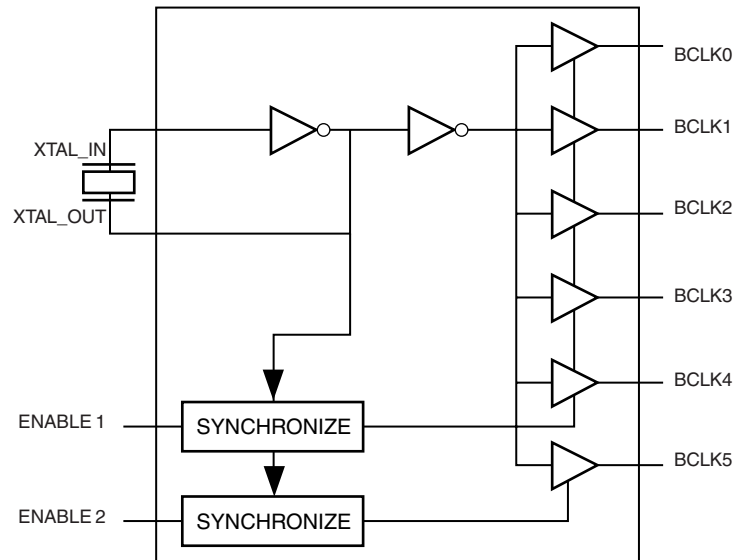 BCLK0
BCLK1
XTAL_IN
XTAL_OUT
BCLK2
BCLK3
BCLK4
ENABLE 1
SYNCHRONIZE
BCLK5
ENABLE 2
SYNCHRONIZE